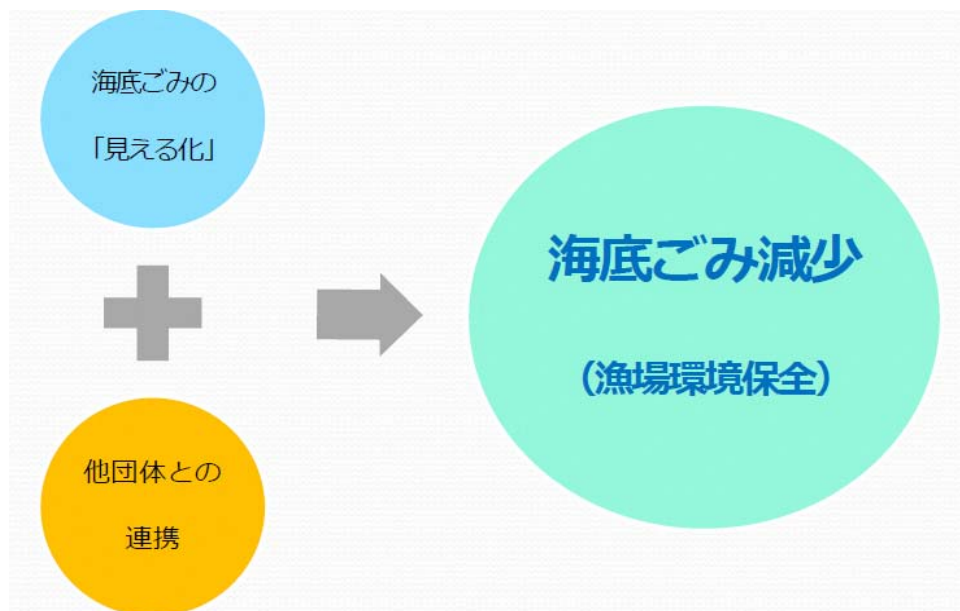 海底ごみの
「見える化」
他団体との
連携
海底ごみ減少
（漁場環境保全）